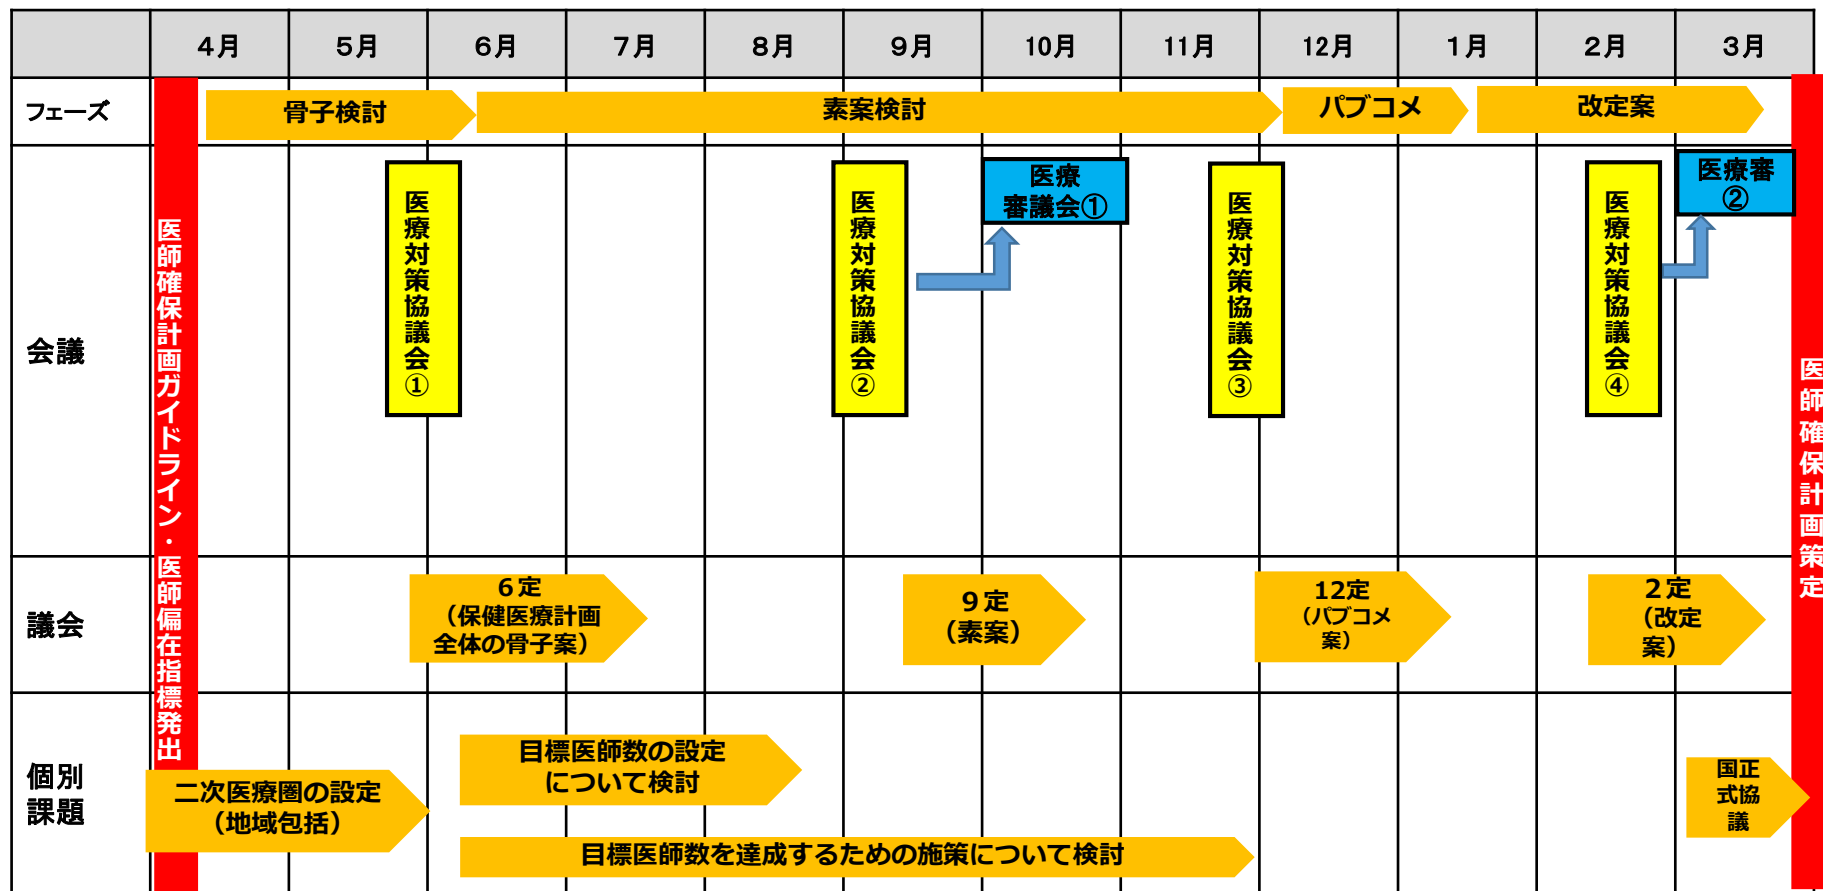 4月
5月
6月
7月
8月
9月
10月
11月
12月
1月
2月
3月
フェーズ
骨子検討
素案検討
パブコメ
改定案
医師確保計画ガイドライン・医師偏在指標発出
会議
医療対策協議会①
医療対策協議会②
医療
審議会①
医療対策協議会③
医療対策協議会④
医療審
②
医師確保計画策定
議会
6定
(保健医療計画
全体の骨子案)
9定
(素案)
12定
(パブコメ
案)
2定
(改定
案)
個別
課題
二次医療圏の設定
(地域包括)
目標医師数の設定
について検討
目標医師数を達成するための施策について検討
国正
式協
議